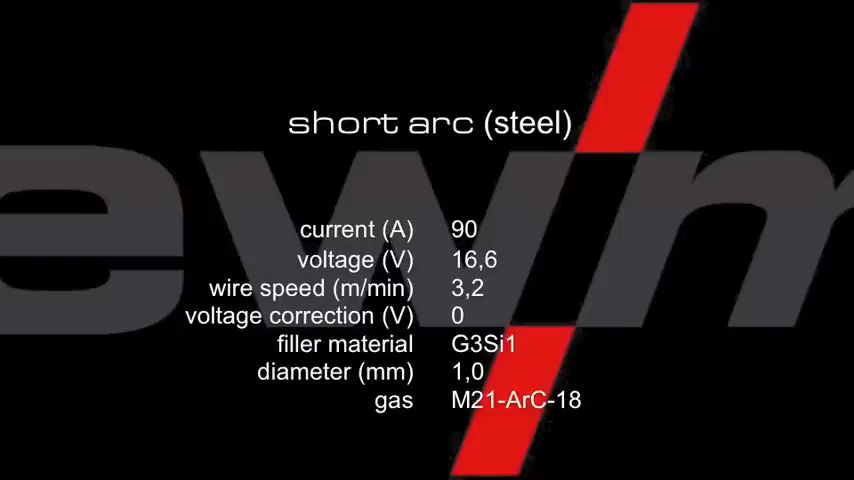 short arc (steel)
ewm
current (A) 90
voltage (V) 16,6
wire speed (m/min) 3,2
voltage correction (V) 0
filler material G3Si1
diameter (mm) 1,0
gas M21-ArC-18